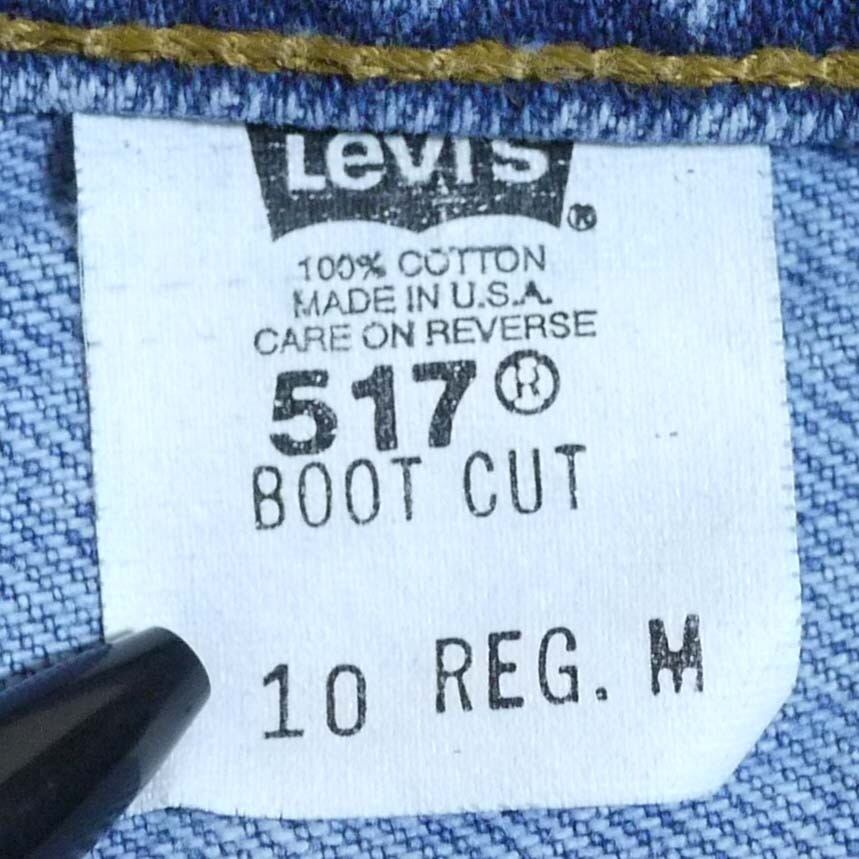 Levi's ®
100% COTTON
MADE IN U.S.A.
CARE ON REVERSE
517®
BOOT CUT
10 REG. M